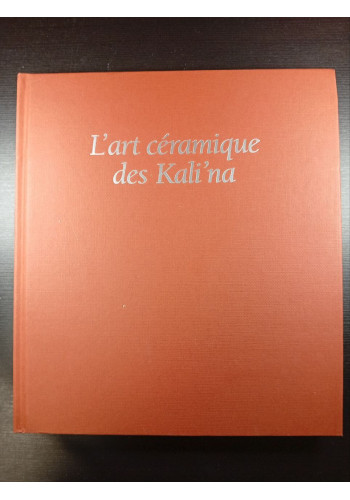 L'art céramique
des Kali'na